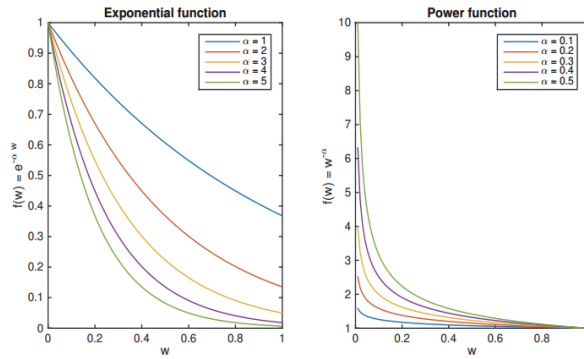 Exponential function
f(w) = e^-α w
1
0.9
0.8
0.7
0.6
0.5
0.4
0.3
0.2
0.1
0
α = 1
α = 2
α = 3
α = 4
α = 5
0 0.2 0.4 0.6 0.8 1
w
Power function
f(w) = w^-α
10
9
8
7
6
5
4
3
2
1
α = 0.1
α = 0.2
α = 0.3
α = 0.4
α = 0.5
0 0.2 0.4 0.6 0.8
w